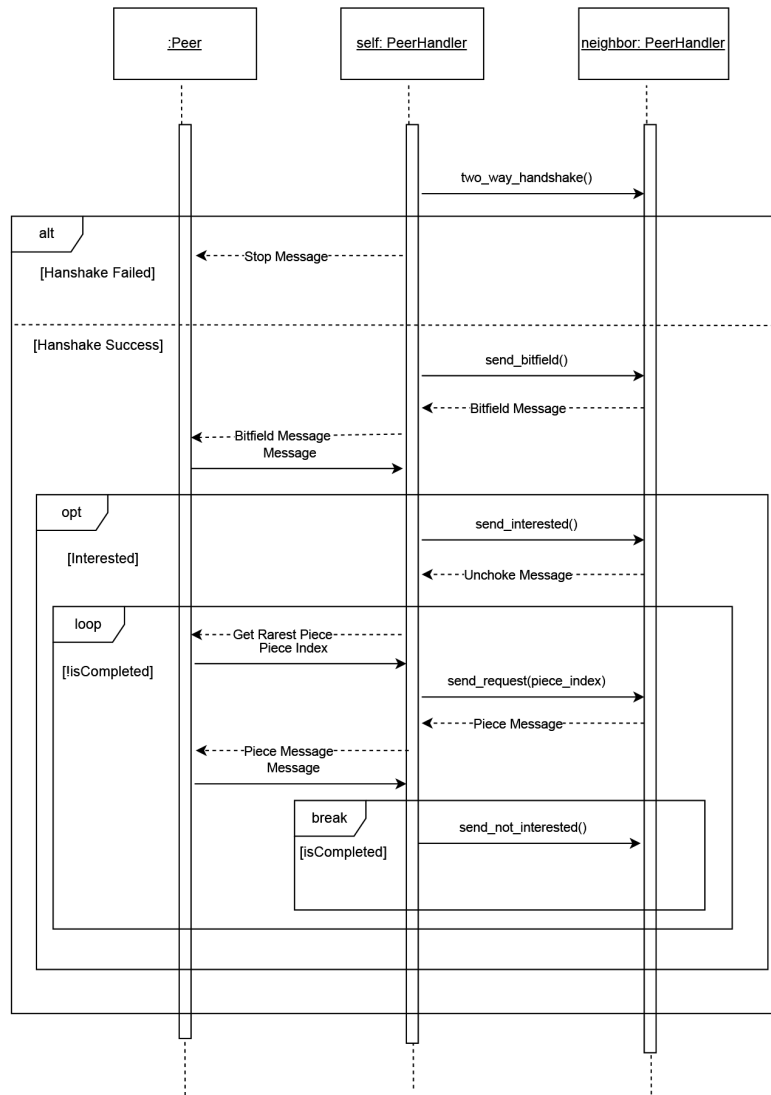 :Peer
self: PeerHandler
neighbor: PeerHandler
two_way_handshake()
alt
Stop Message
[Hanshake Failed]
[Hanshake Success]
send_bitfield()
Bitfield Message
Bitfield Message
Message
opt
send_interested()
[Interested]
Unchoke Message
loop
Get Rarest Piece
Piece Index
[!isCompleted]
send_request(piece_index)
Piece Message
Piece Message
Message
break
send_not_interested()
[isCompleted]